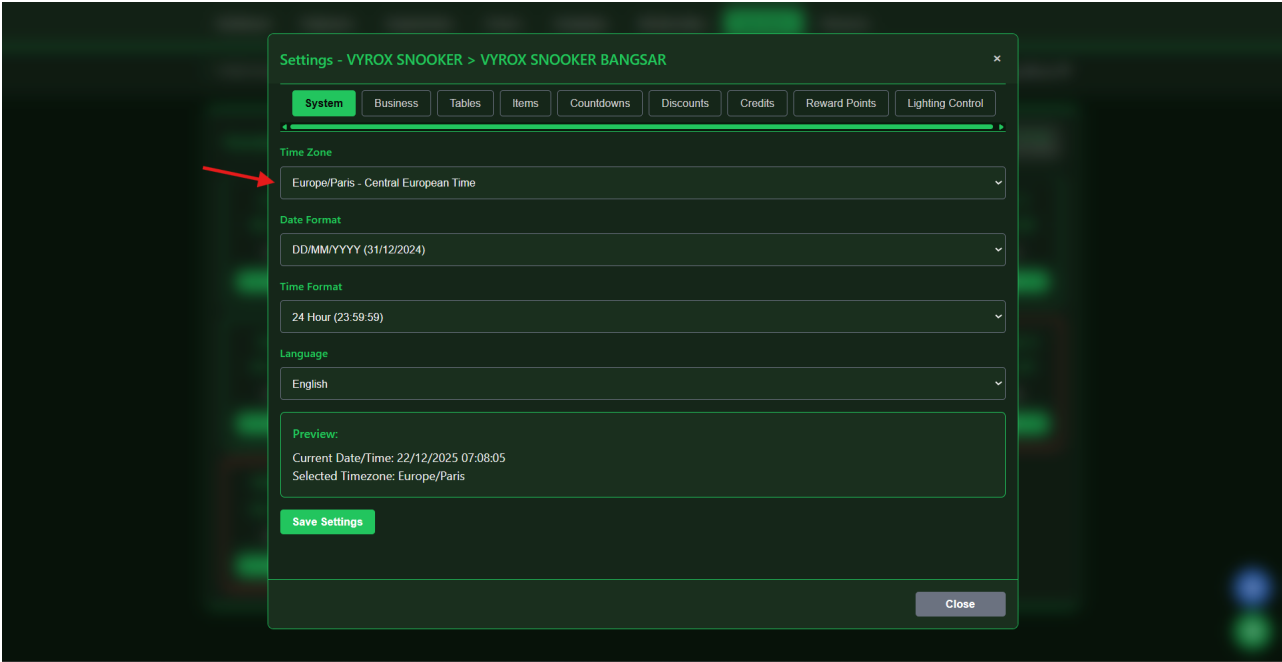 Settings - VYROX SNOOKER > VYROX SNOOKER BANGSAR
×
System Business Tables Items Countdowns Discounts Credits Reward Points Lighting Control
Time Zone
Europe/Paris - Central European Time
Date Format
DD/MM/YYYY (31/12/2024)
Time Format
24 Hour (23:59:59)
Language
English
Preview:
Current Date/Time: 22/12/2025 07:08:05
Selected Timezone: Europe/Paris
Save Settings
Close